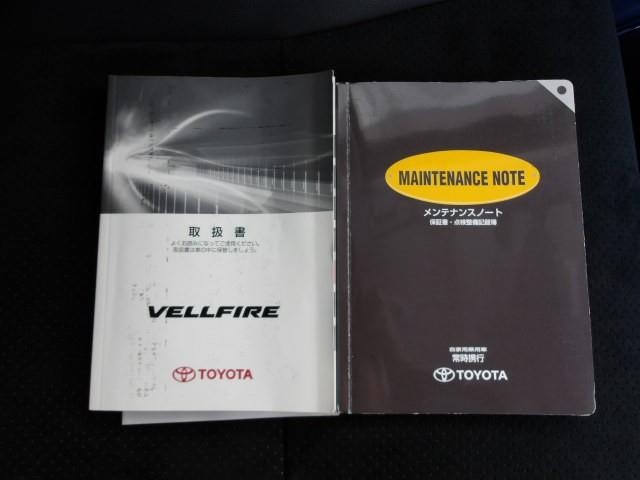 取扱書
よくお読みになってご使用ください。
取扱書は車の中に保管しましょう。
VELLFIRE
TOYOTA
MAINTENANCE NOTE
メンテナンスノート
保証書・点検整備記録簿
自家用乗用車
常時携行
TOYOTA